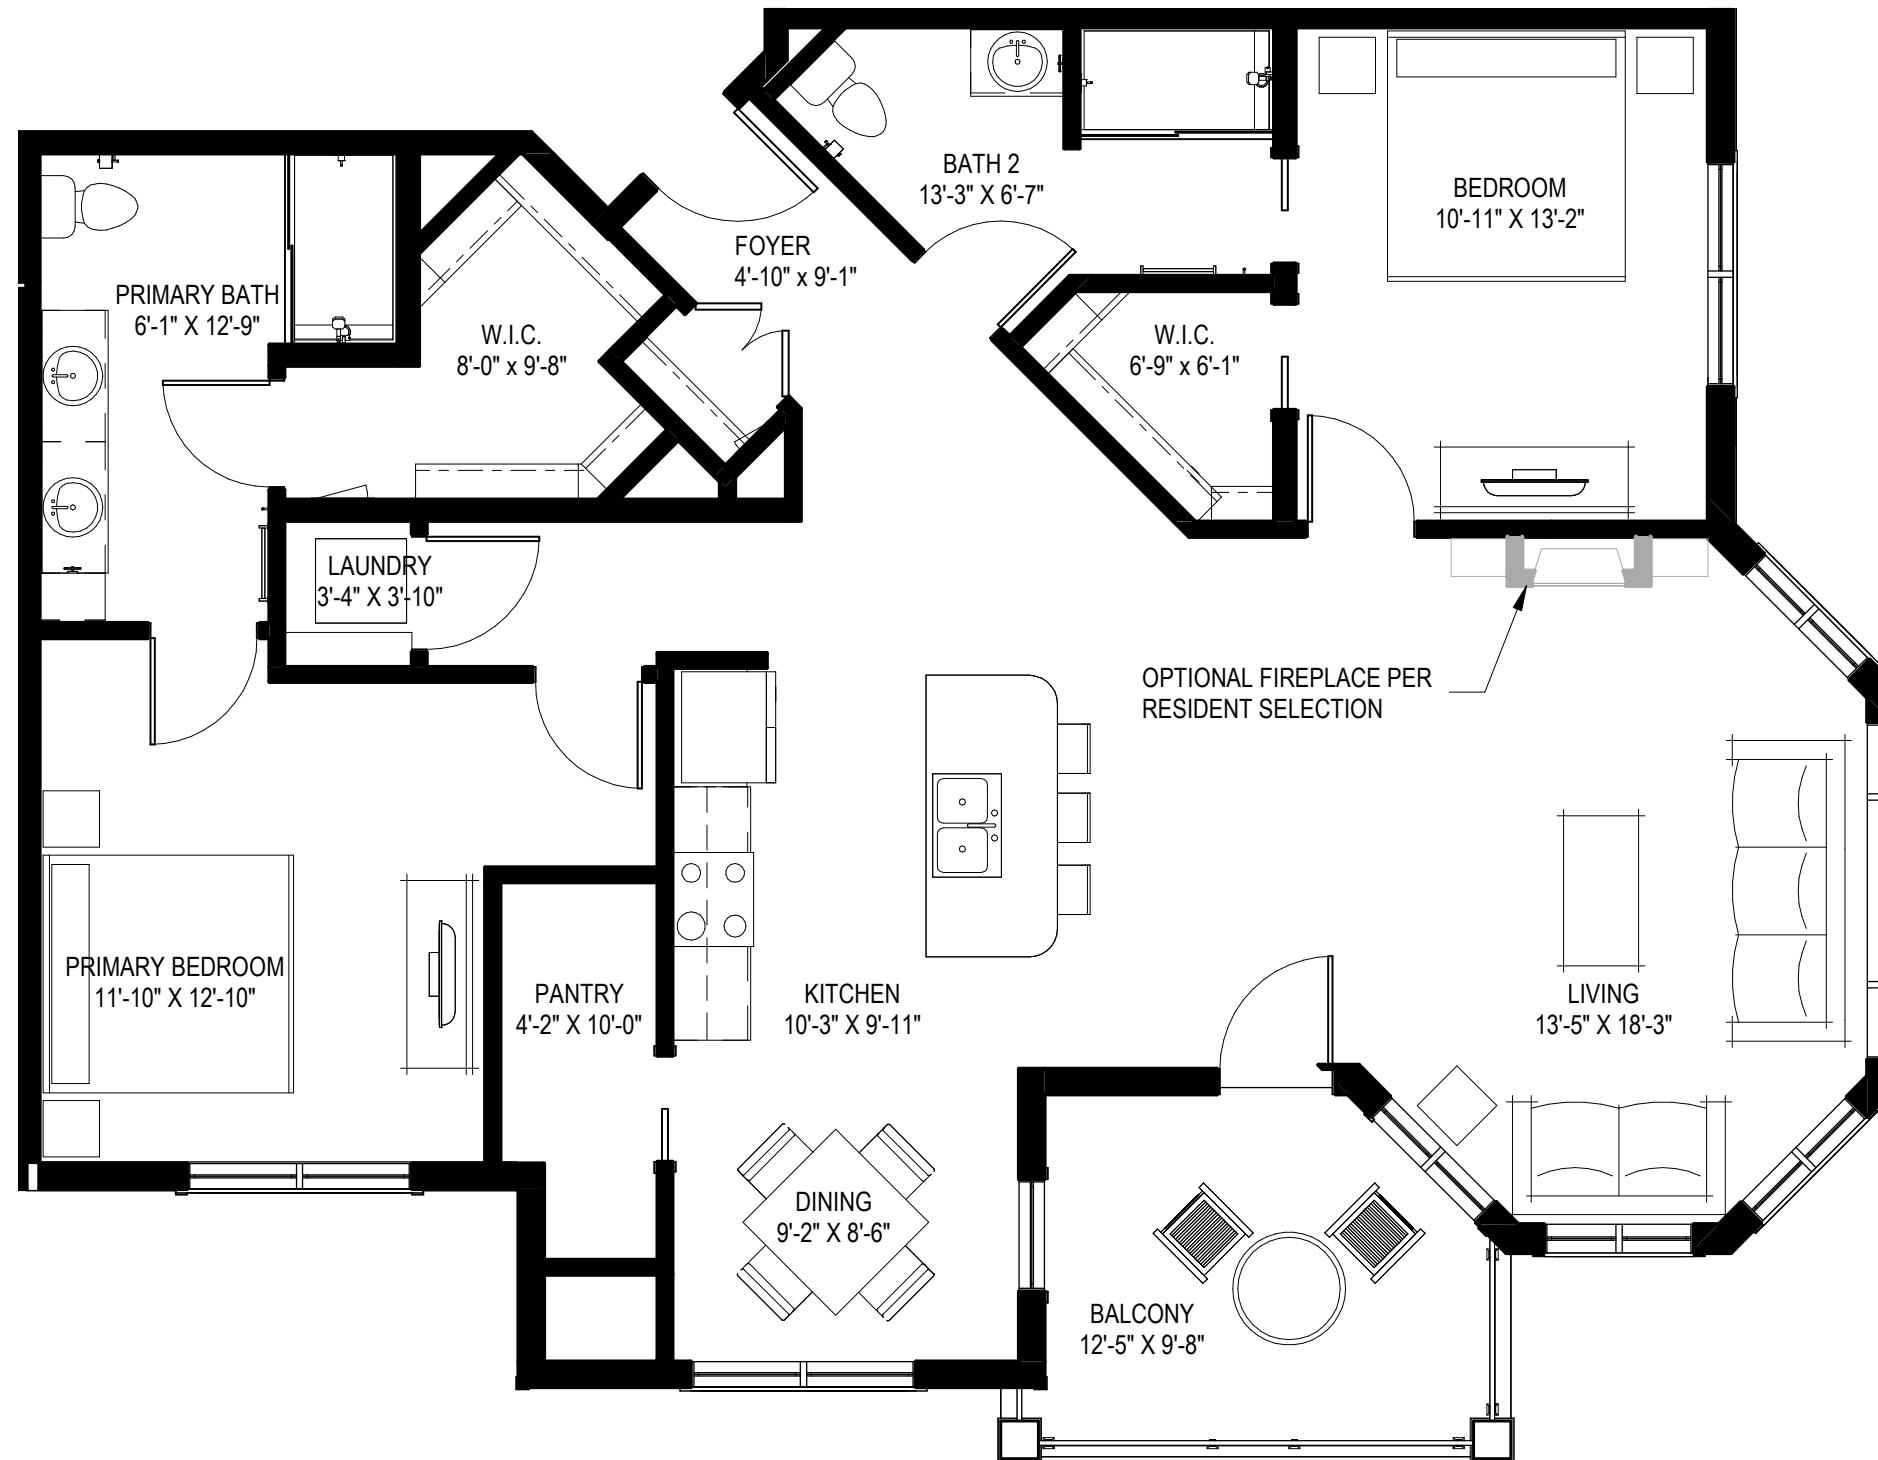 BATH 2
13'-3" X 6'-7"
BEDROOM
10'-11" X 13'-2"
FOYER
4'-10" x 9'-1"
PRIMARY BATH
6'-1" X 12'-9"
W.I.C.
8'-0" x 9'-8"
W.I.C.
6'-9" x 6'-1"
LAUNDRY
3'-4" X 3'-10"
OPTIONAL FIREPLACE PER
RESIDENT SELECTION
PRIMARY BEDROOM
11'-10" X 12'-10"
PANTRY
4'-2" X 10'-0"
KITCHEN
10'-3" X 9'-11"
LIVING
13'-5" X 18'-3"
DINING
9'-2" X 8'-6"
BALCONY
12'-5" X 9'-8"